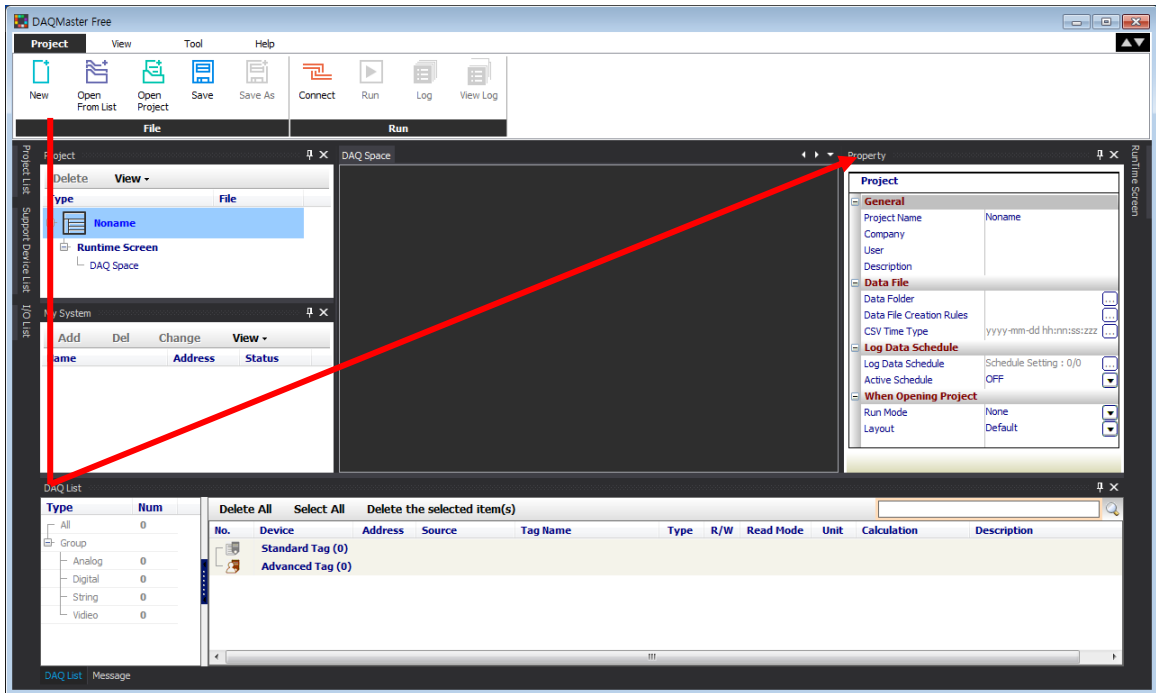 DAQMaster Free
Project View Tool Help
New Open From List Open Project Save Save As Connect Run Log View Log
File Run
Project List
Support Device List
I/O List
Project
Delete View
Type File
Noname
Runtime Screen
DAQ Space
My System
Add Del Change View
Name Address Status
DAQ Space
Property
Project
General
Project Name Noname
Company
User
Description
Data File
Data Folder ...
Data File Creation Rules ...
CSV Time Type yyyy-mm-dd hh:nn:ss:zzz ...
Log Data Schedule
Log Data Schedule Schedule Setting : 0/0 ...
Active Schedule OFF
When Opening Project
Run Mode None
Layout Default
RunTime Screen
DAQ List
Type Num
All 0
Group
Analog 0
Digital 0
String 0
Vidieo 0
Delete All Select All Delete the selected item(s)
No. Device Address Source Tag Name Type R/W Read Mode Unit Calculation Description
Standard Tag (0)
Advanced Tag (0)
DAQ List Message